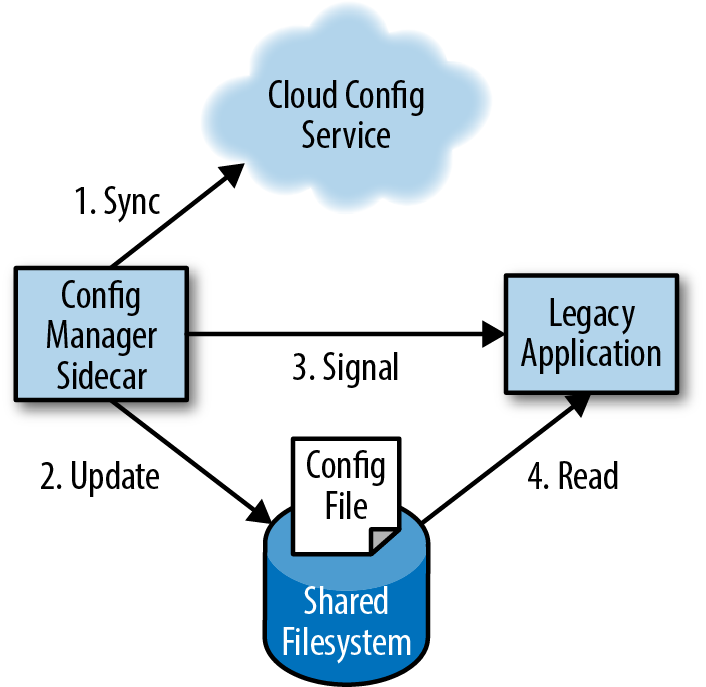 Cloud Config
Service
1. Sync
Config
Manager
Sidecar
Legacy
Application
3. Signal
2. Update
Config
File
4. Read
Shared
Filesystem